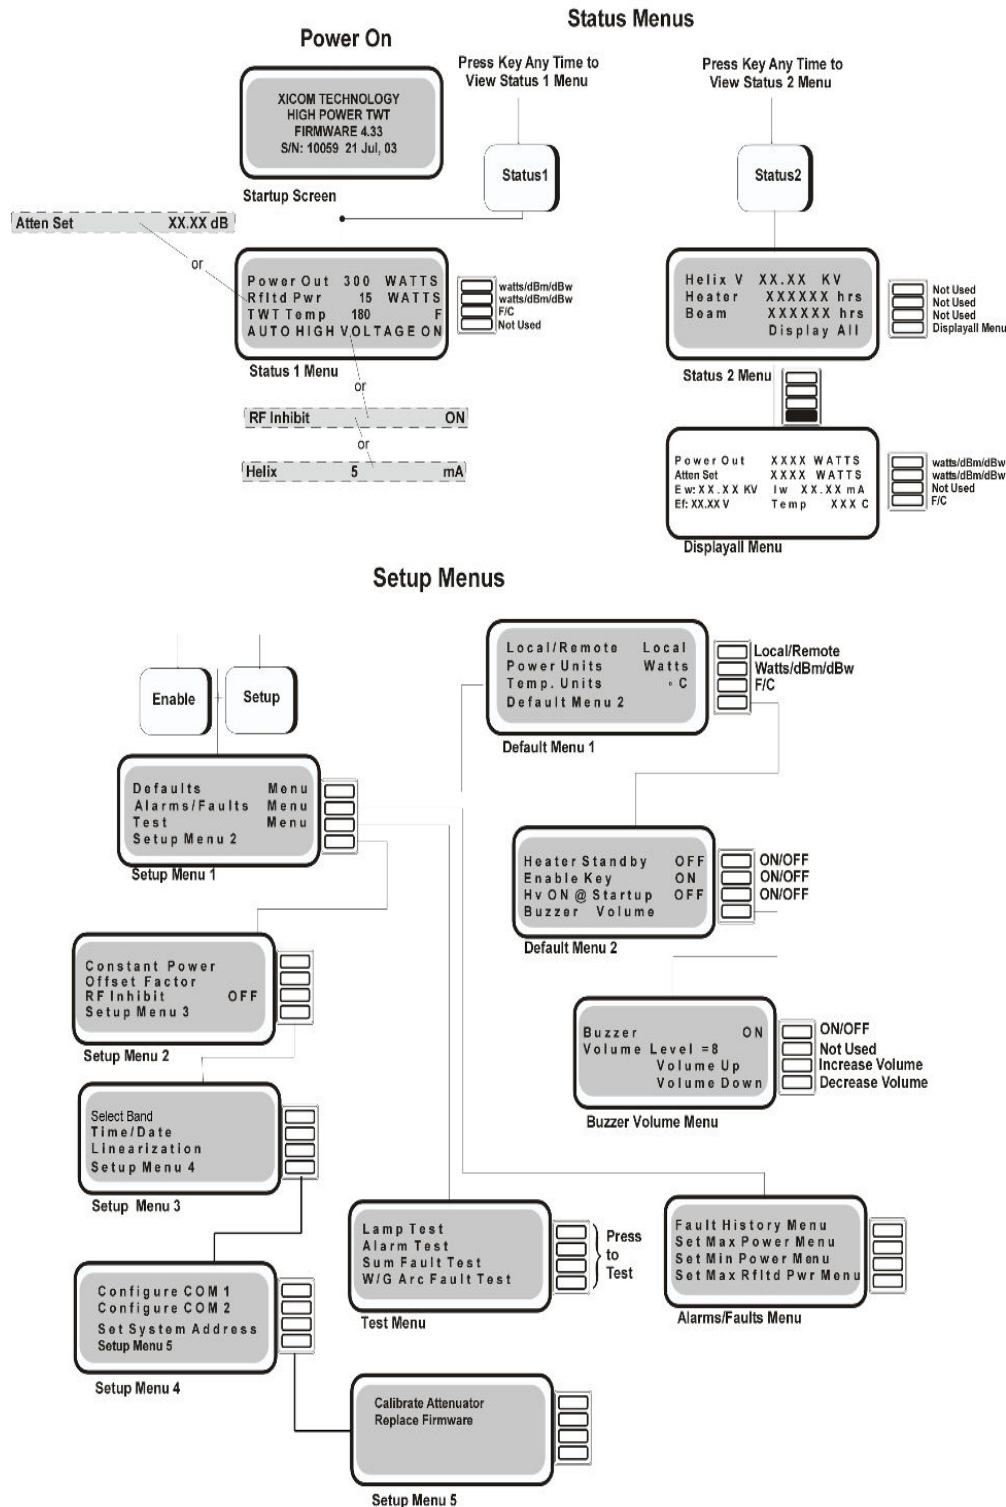 Status Menus
Power On
Press Key Any Time to
View Status 1 Menu
Press Key Any Time to
View Status 2 Menu
XICOM TECHNOLOGY
HIGH POWER TWT
FIRMWARE 4.33
S/N: 10059 21 Jul, 03
Startup Screen
Status1
Status2
Atten Set XX.XX dB
or
Power Out 300 WATTS
Rfltd Pwr 15 WATTS
TWT Temp 180 F
AUTO HIGH VOLTAGE ON
watts/dBm/dBw
watts/dBm/dBw
F/C
Not Used
Status 1 Menu
or
RF Inhibit ON
or
Helix 5 mA
Helix V XX.XX KV
Heater XXXXXX hrs
Beam XXXXXX hrs
Display All
Not Used
Not Used
Not Used
Displayall Menu
Status 2 Menu
Power Out XXXX WATTS
Atten Set XXXX WATTS
Ew: XX.XX KV Iw XX.XX mA
Ef: XX.XX V Temp XXX C
watts/dBm/dBw
watts/dBm/dBw
Not Used
F/C
Displayall Menu
Setup Menus
Enable
+
Setup
Defaults Menu
Alarms/Faults Menu
Test Menu
Setup Menu 2
Setup Menu 1
Local/Remote Local
Power Units Watts
Temp. Units ° C
Default Menu 2
Local/Remote
Watts/dBm/dBw
F/C
Default Menu 1
Heater Standby OFF
Enable Key ON
Hv ON @ Startup OFF
Buzzer Volume
ON/OFF
ON/OFF
ON/OFF
Default Menu 2
Constant Power
Offset Factor
RF Inhibit OFF
Setup Menu 3
Setup Menu 2
Buzzer ON
Volume Level =8
Volume Up
Volume Down
ON/OFF
Not Used
Increase Volume
Decrease Volume
Buzzer Volume Menu
Select Band
Time/Date
Linearization
Setup Menu 4
Setup Menu 3
Lamp Test
Alarm Test
Sum Fault Test
W/G Arc Fault Test
Press
to
Test
Test Menu
Fault History Menu
Set Max Power Menu
Set Min Power Menu
Set Max Rfltd Pwr Menu
Alarms/Faults Menu
Configure COM 1
Configure COM 2
Set System Address
Setup Menu 5
Setup Menu 4
Calibrate Attenuator
Replace Firmware
Setup Menu 5